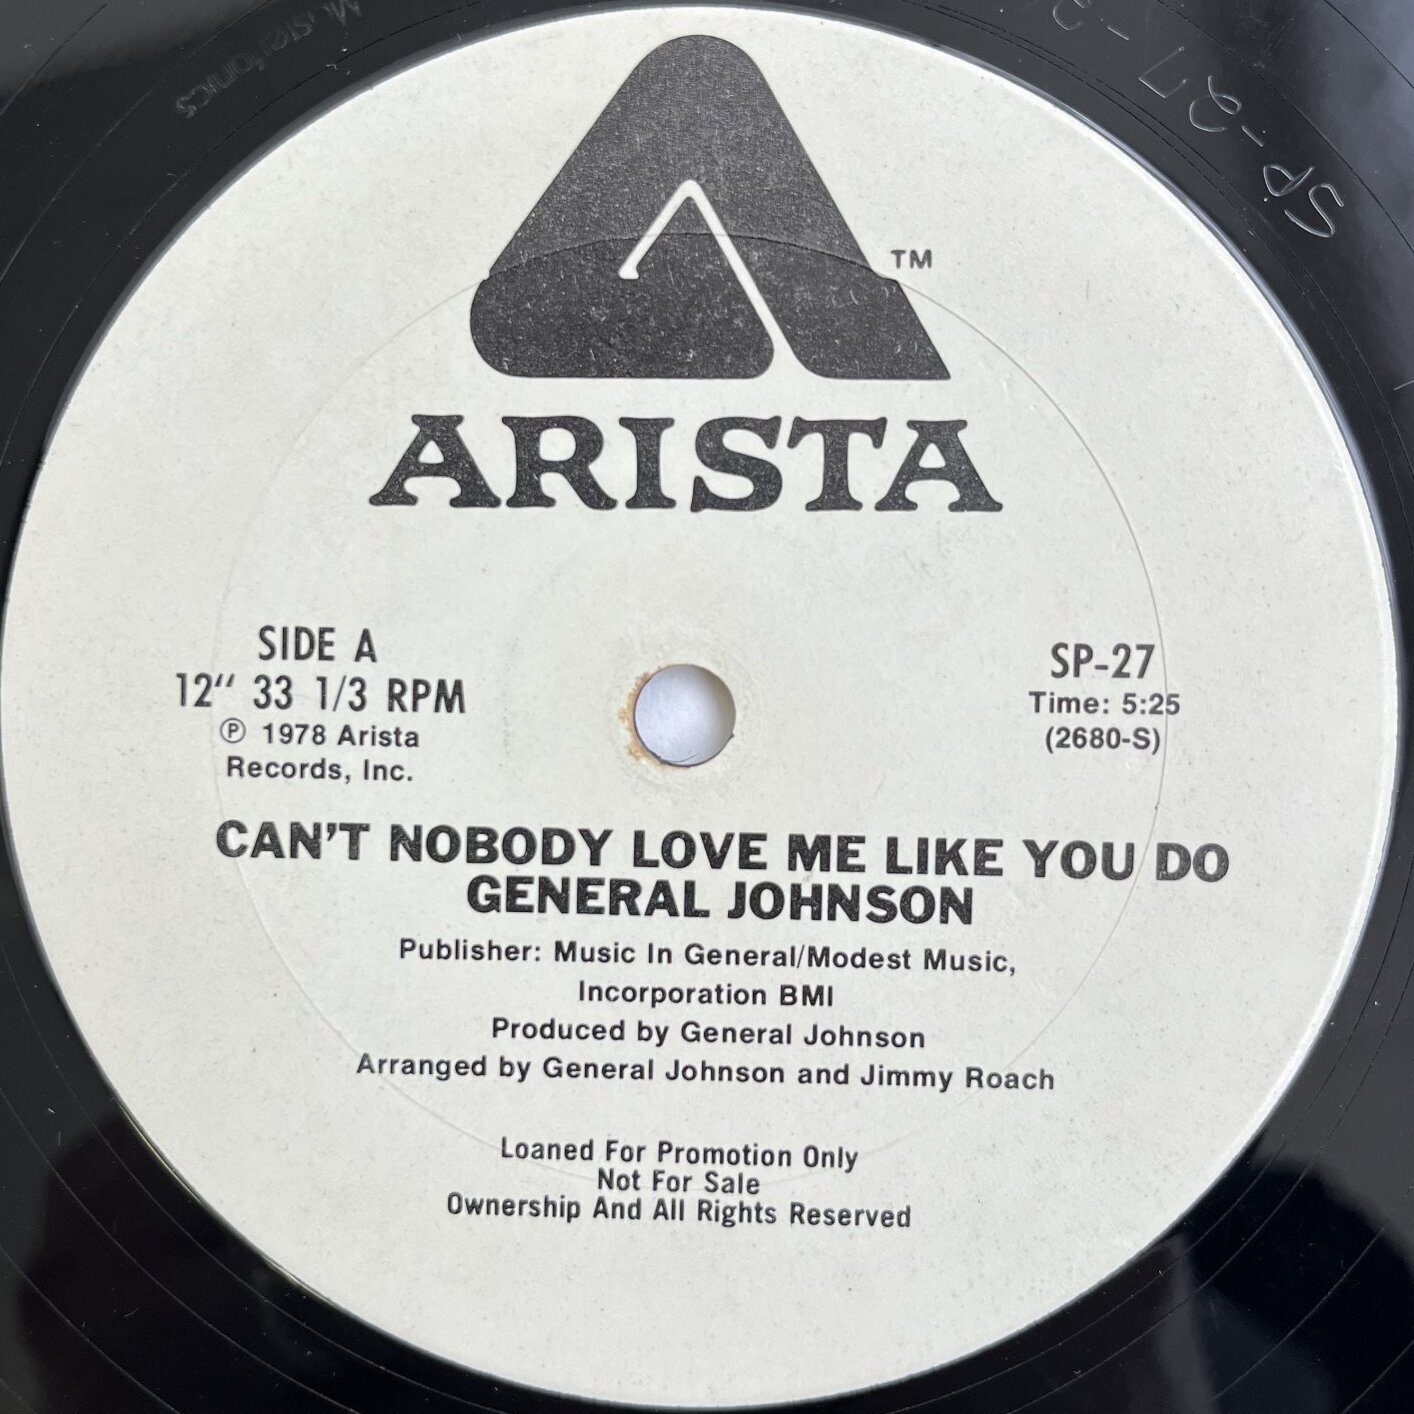 SP-27-
Masterfonics
TM
ARISTA
SIDE A
12" 33 1/3 RPM
℗ 1978 Arista
Records, Inc.
SP-27
Time: 5:25
(2680-S)
CAN'T NOBODY LOVE ME LIKE YOU DO
GENERAL JOHNSON
Publisher: Music In General/Modest Music,
Incorporation BMI
Produced by General Johnson
Arranged by General Johnson and Jimmy Roach
Loaned For Promotion Only
Not For Sale
Ownership And All Rights Reserved